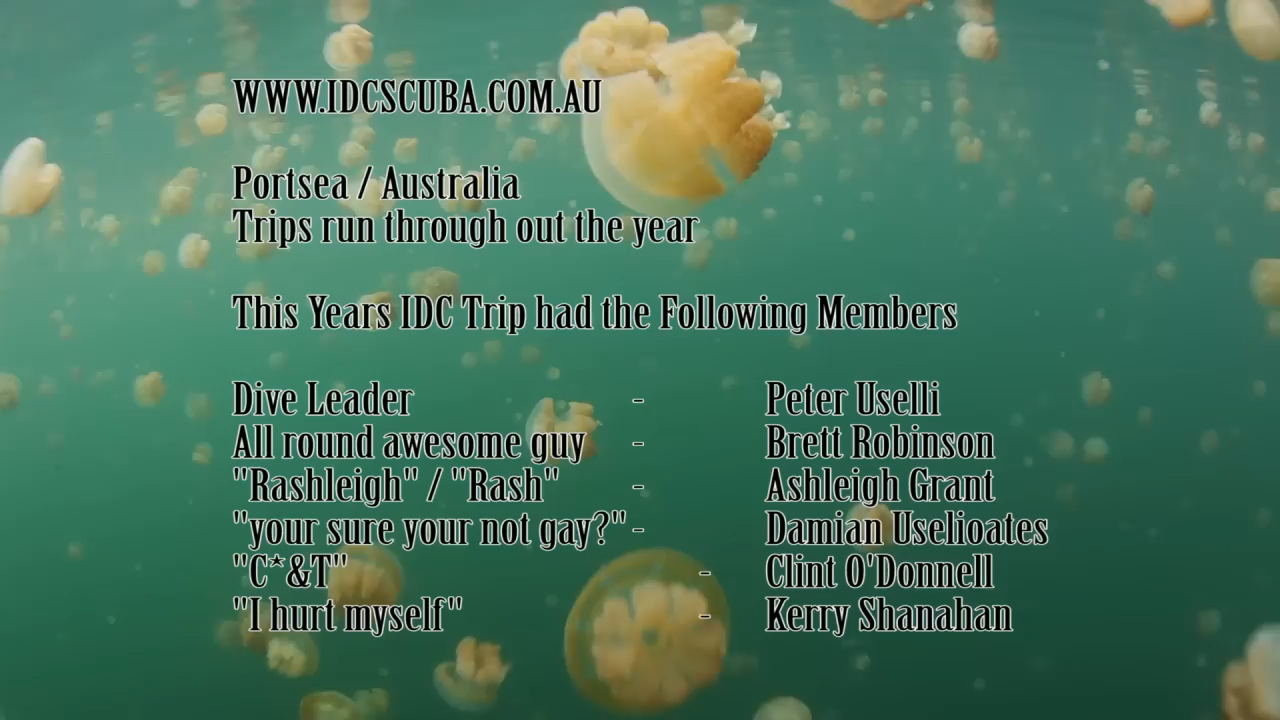 WWW.IDCSCUBA.COM.AU
Portsea / Australia
Trips run through out the year
This Years IDC Trip had the Following Members
Dive Leader - Peter Uselli
All round awesome guy - Brett Robinson
"Rashleigh" / "Rash" - Ashleigh Grant
"your sure your not gay?" - Damian Uselioates
"C*&T" - Clint O'Donnell
"I hurt myself" - Kerry Shanahan